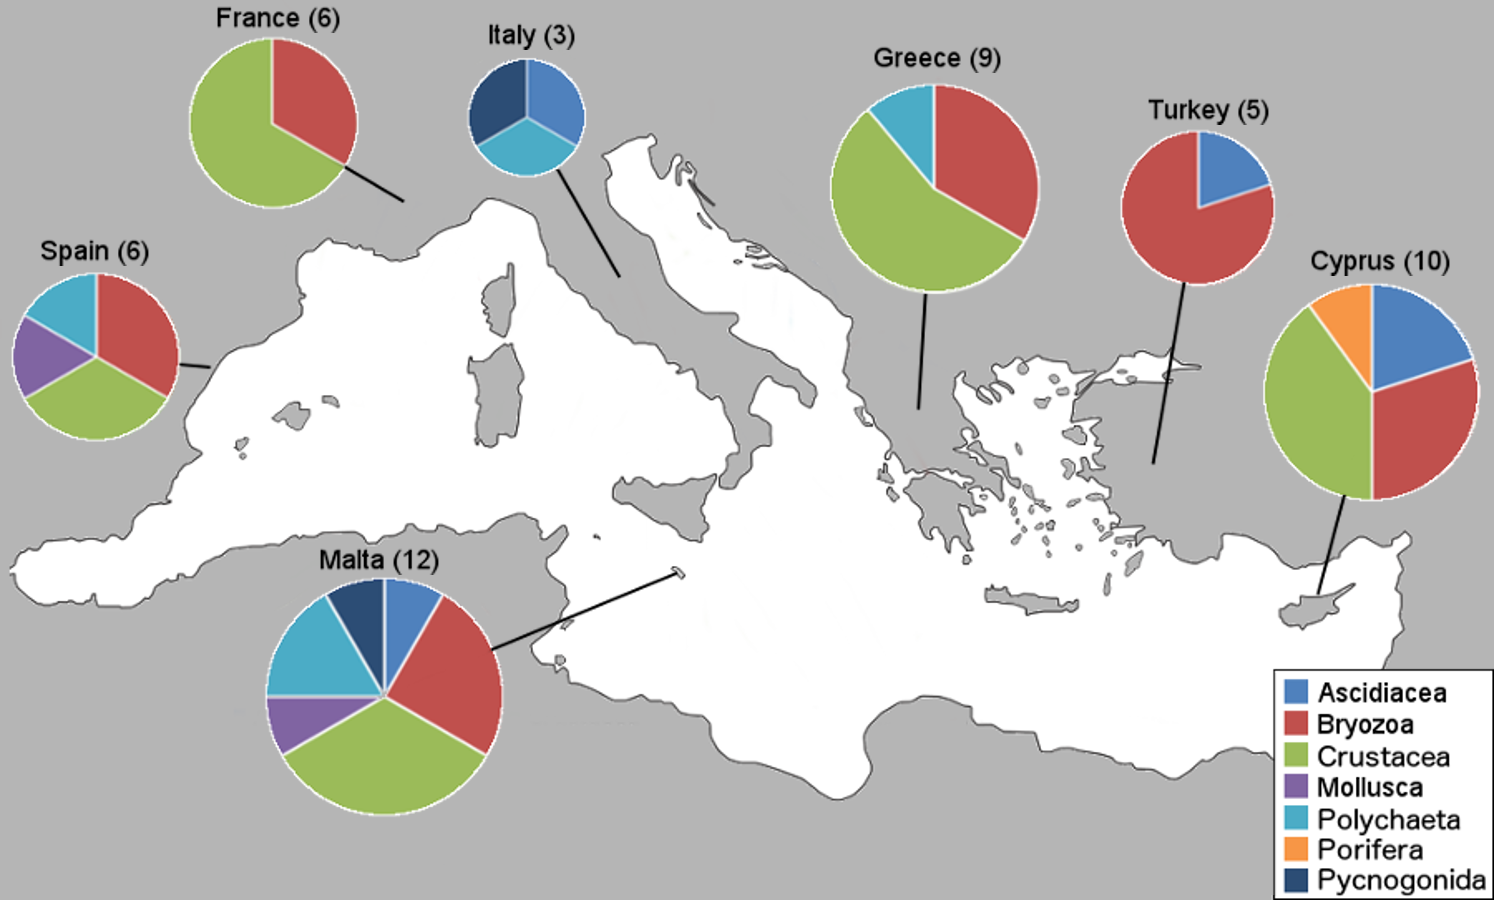 France (6)
Italy (3)
Greece (9)
Turkey (5)
Spain (6)
Cyprus (10)
Malta (12)
Ascidiacea
Bryozoa
Crustacea
Mollusca
Polychaeta
Porifera
Pycnogonida